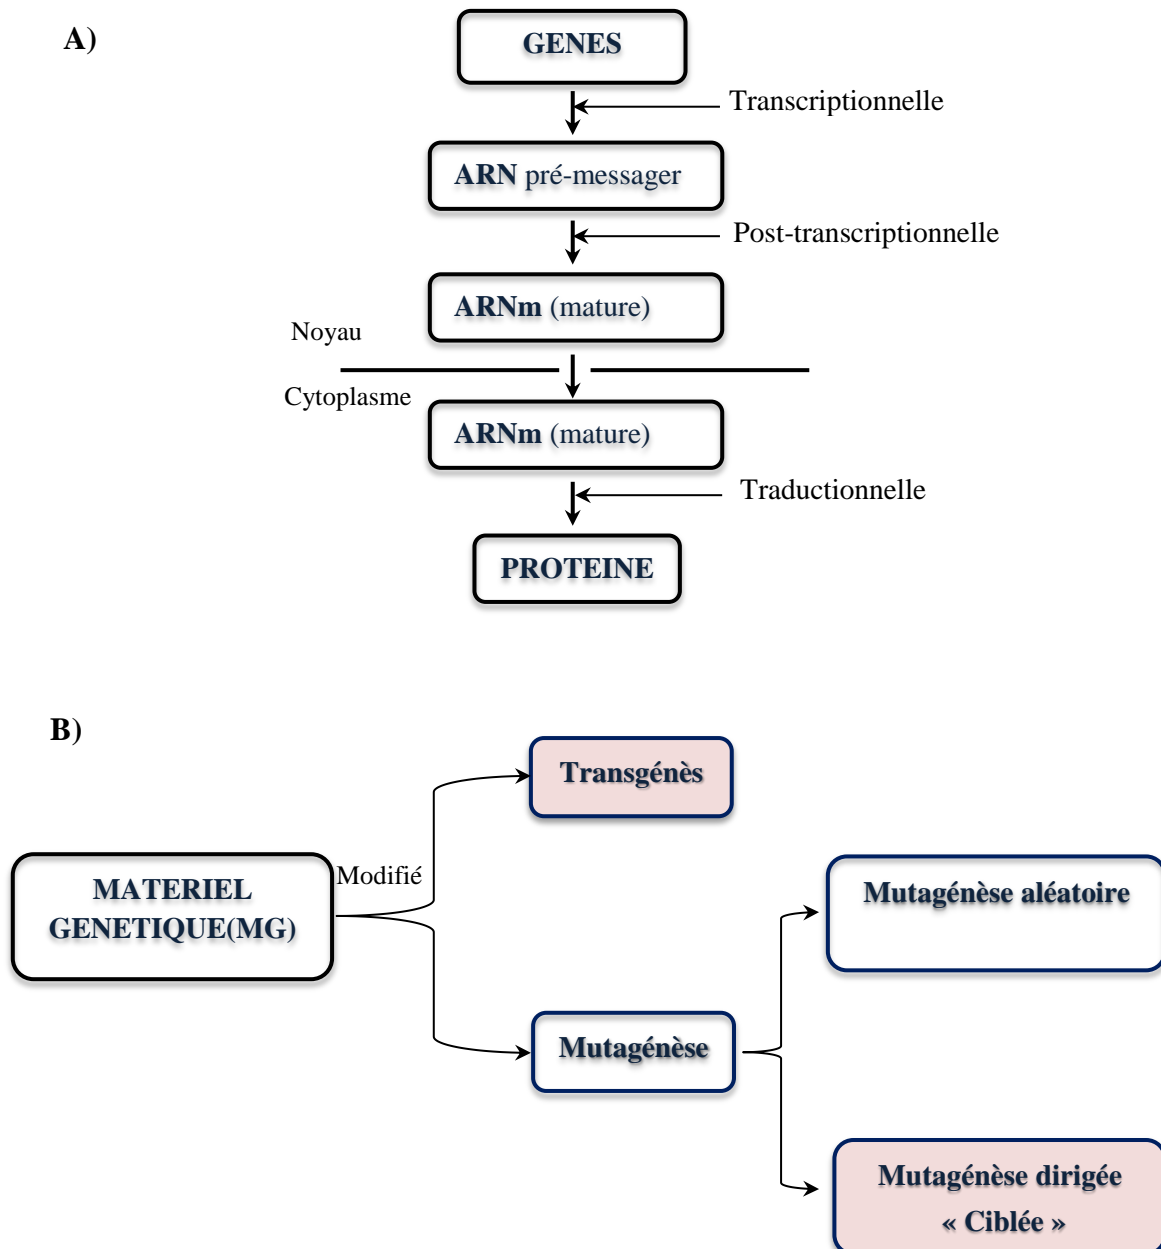 A)
GENES
Transcriptionnelle
ARN pré-messager
Post-transcriptionnelle
ARNm (mature)
Noyau
Cytoplasme
ARNm (mature)
Traductionnelle
PROTEINE
B)
Transgénès
MATERIEL
GENETIQUE(MG)
Modifié
Mutagénèse aléatoire
Mutagénèse
Mutagénèse dirigée
« Ciblée »